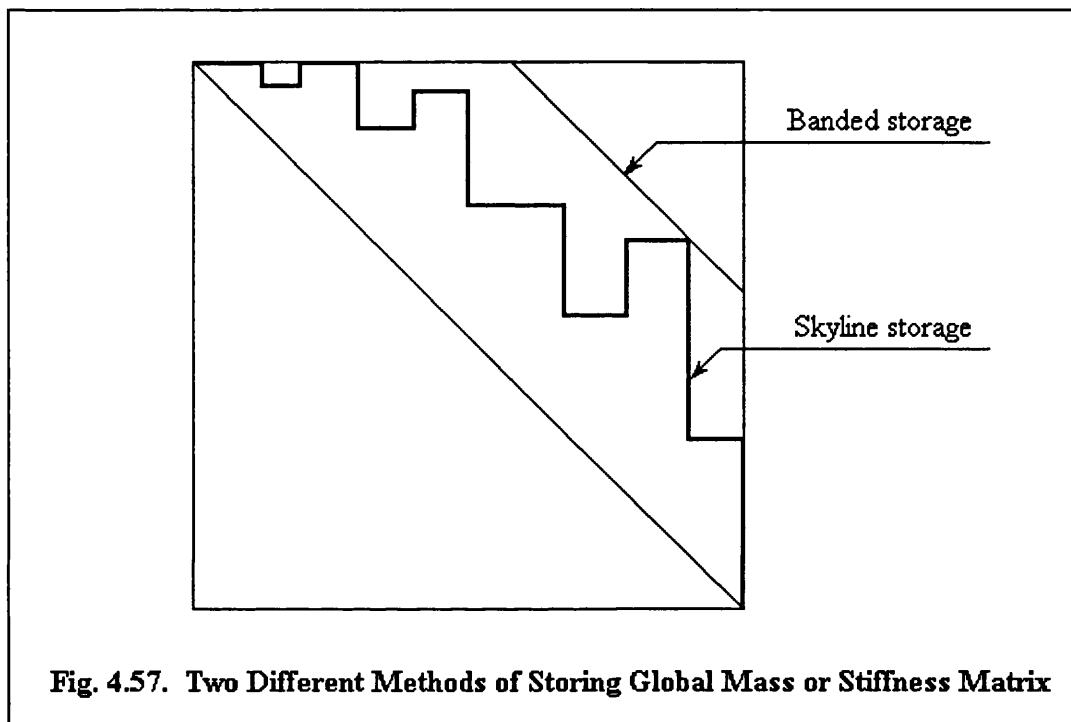 Banded storage
Skyline storage
Fig. 4.57. Two Different Methods of Storing Global Mass or Stiffness Matrix